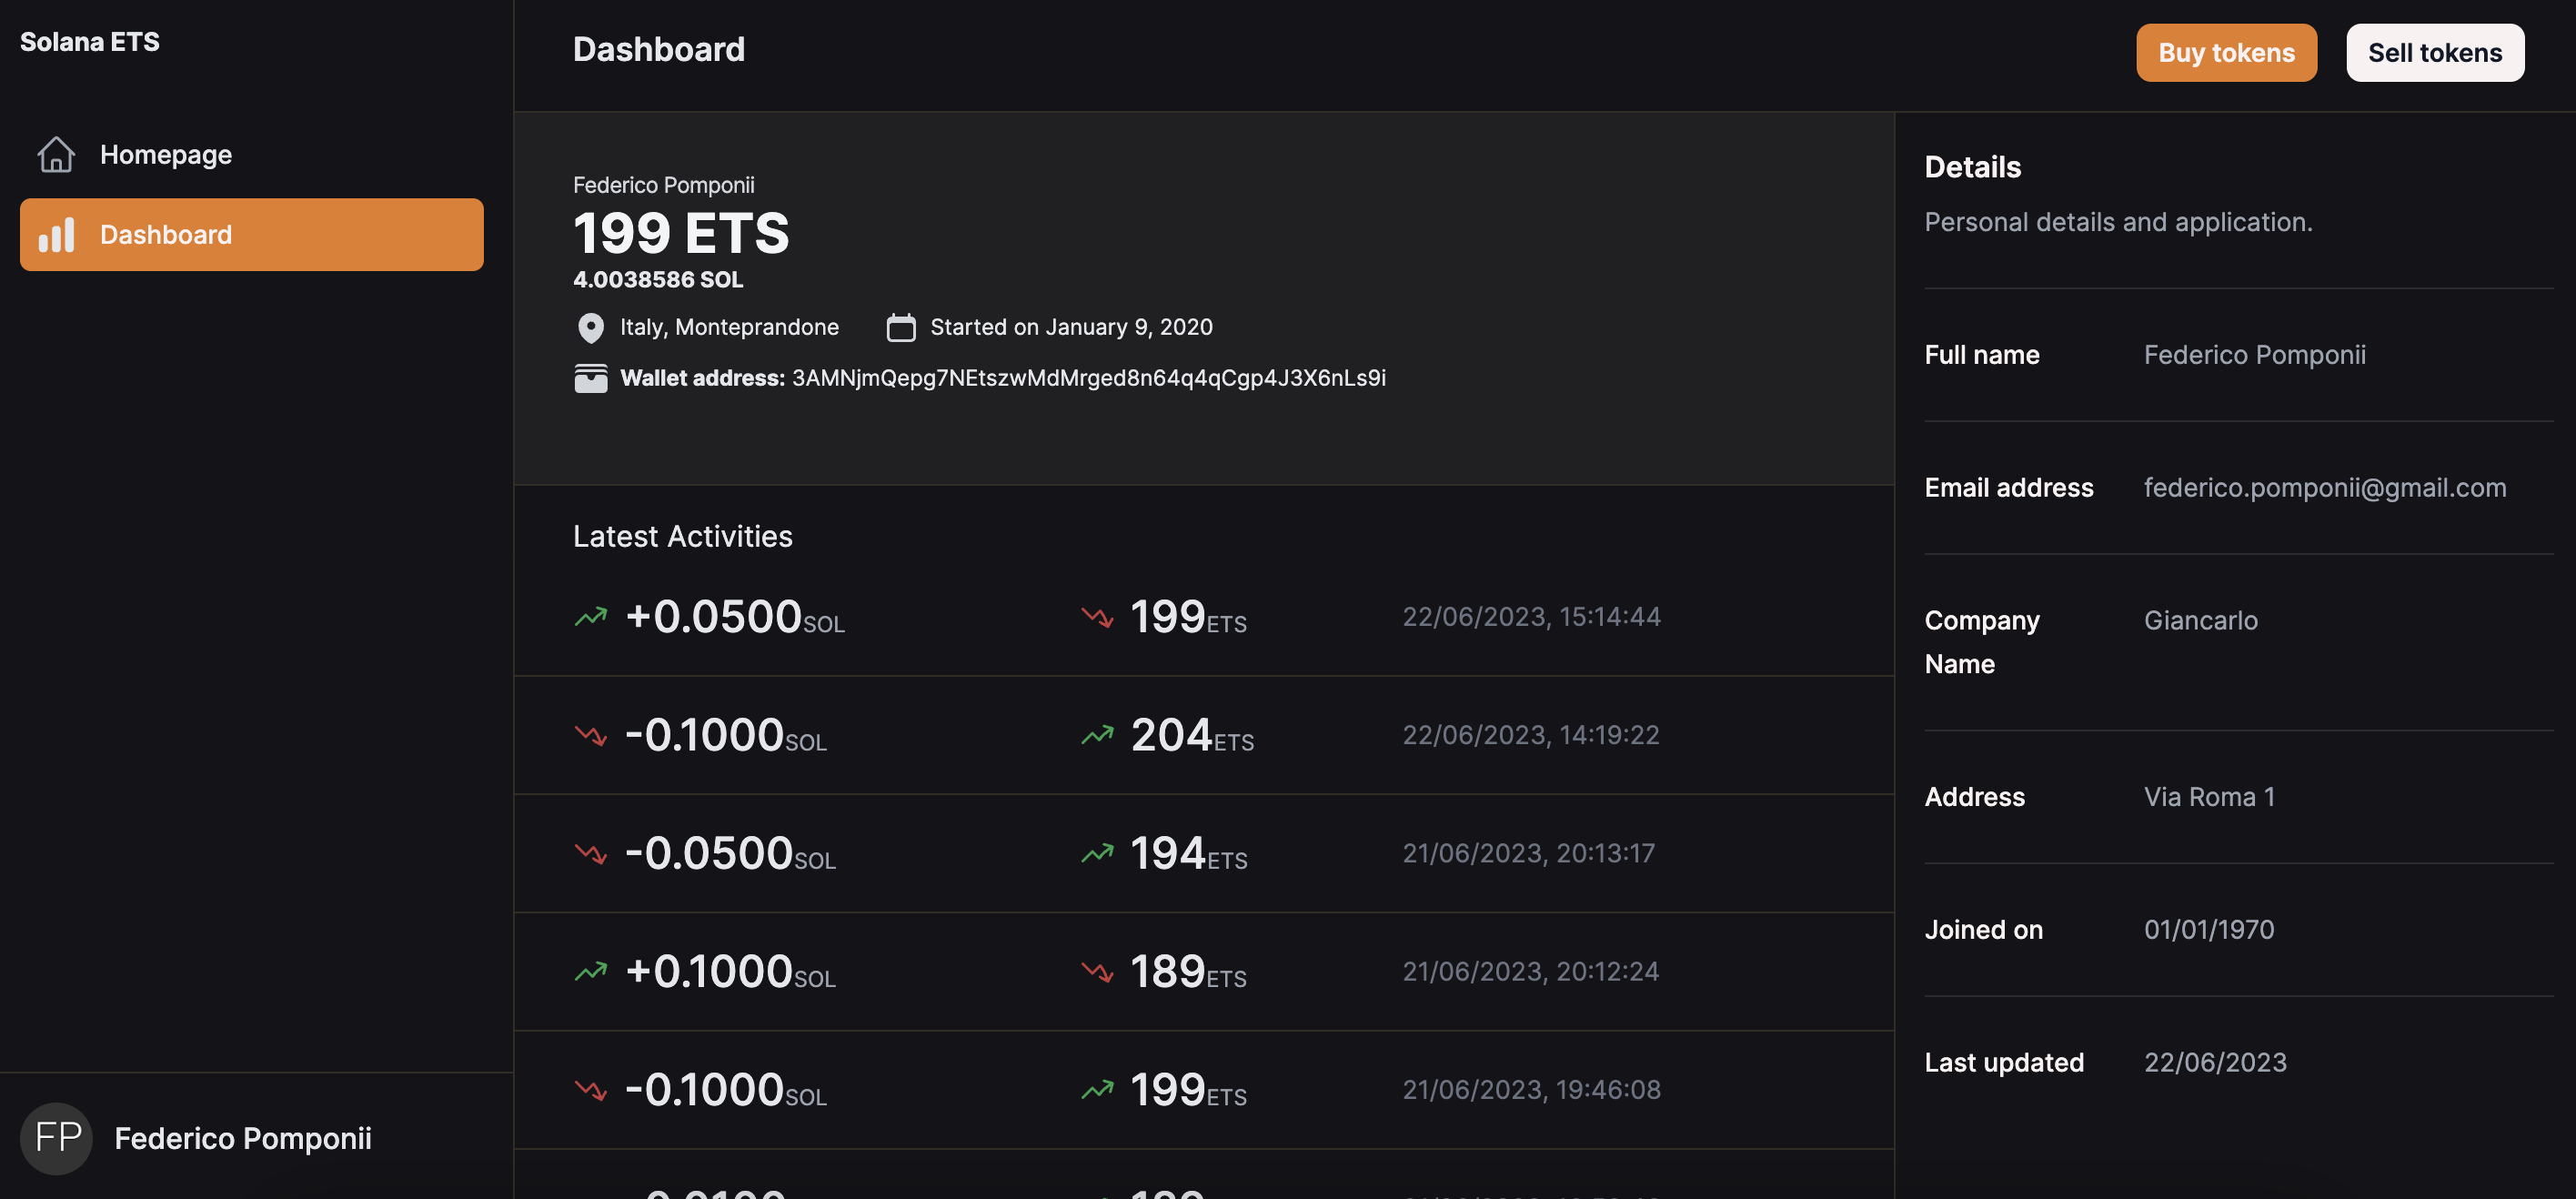 Solana ETS
Homepage
Dashboard
FP
Federico Pomponii
Dashboard
Buy tokens
Sell tokens
Federico Pomponii
199 ETS
4.0038586 SOL
Italy, Monteprandone
Started on January 9, 2020
Wallet address: 3AMNjmQepg7NEtszwMdMrged8n64q4qCgp4J3X6nLs9i
Latest Activities
+0.0500SOL 199ETS 22/06/2023, 15:14:44
-0.1000SOL 204ETS 22/06/2023, 14:19:22
-0.0500SOL 194ETS 21/06/2023, 20:13:17
+0.1000SOL 189ETS 21/06/2023, 20:12:24
-0.1000SOL 199ETS 21/06/2023, 19:46:08
Details
Personal details and application.
Full name Federico Pomponii
Email address federico.pomponii@gmail.com
Company Giancarlo
Name
Address Via Roma 1
Joined on 01/01/1970
Last updated 22/06/2023